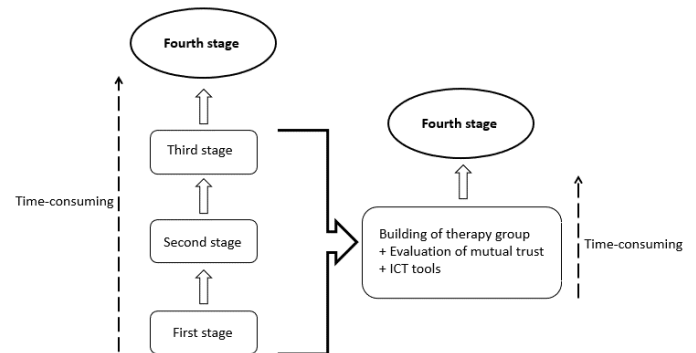 Fourth stage
Third stage
Time-consuming
Second stage
First stage
Fourth stage
Building of therapy group
+ Evaluation of mutual trust
+ ICT tools
Time-consuming